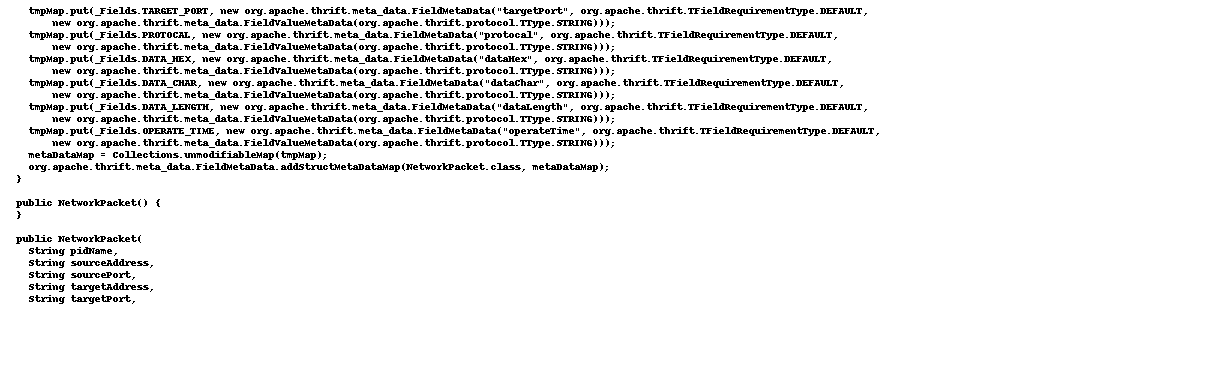 tmpMap.put(_Fields.TARGET_PORT, new org.apache.thrift.meta_data.FieldMetaData("targetPort", org.apache.thrift.TFieldRequirementType.DEFAULT,
new org.apache.thrift.meta_data.FieldValueMetaData(org.apache.thrift.protocol.TType.STRING)));
tmpMap.put(_Fields.PROTOCAL, new org.apache.thrift.meta_data.FieldMetaData("protocal", org.apache.thrift.TFieldRequirementType.DEFAULT,
new org.apache.thrift.meta_data.FieldValueMetaData(org.apache.thrift.protocol.TType.STRING)));
tmpMap.put(_Fields.DATA_HEX, new org.apache.thrift.meta_data.FieldMetaData("dataHex", org.apache.thrift.TFieldRequirementType.DEFAULT,
new org.apache.thrift.meta_data.FieldValueMetaData(org.apache.thrift.protocol.TType.STRING)));
tmpMap.put(_Fields.DATA_CHAR, new org.apache.thrift.meta_data.FieldMetaData("dataChar", org.apache.thrift.TFieldRequirementType.DEFAULT,
new org.apache.thrift.meta_data.FieldValueMetaData(org.apache.thrift.protocol.TType.STRING)));
tmpMap.put(_Fields.DATA_LENGTH, new org.apache.thrift.meta_data.FieldMetaData("dataLength", org.apache.thrift.TFieldRequirementType.DEFAULT,
new org.apache.thrift.meta_data.FieldValueMetaData(org.apache.thrift.protocol.TType.STRING)));
tmpMap.put(_Fields.OPERATE_TIME, new org.apache.thrift.meta_data.FieldMetaData("operateTime", org.apache.thrift.TFieldRequirementType.DEFAULT,
new org.apache.thrift.meta_data.FieldValueMetaData(org.apache.thrift.protocol.TType.STRING)));
metaDataMap = Collections.unmodifiableMap(tmpMap);
org.apache.thrift.meta_data.FieldMetaData.addStructMetaDataMap(NetworkPacket.class, metaDataMap);
}
public NetworkPacket() {
}
public NetworkPacket(
String pidName,
String sourceAddress,
String sourcePort,
String targetAddress,
String targetPort,